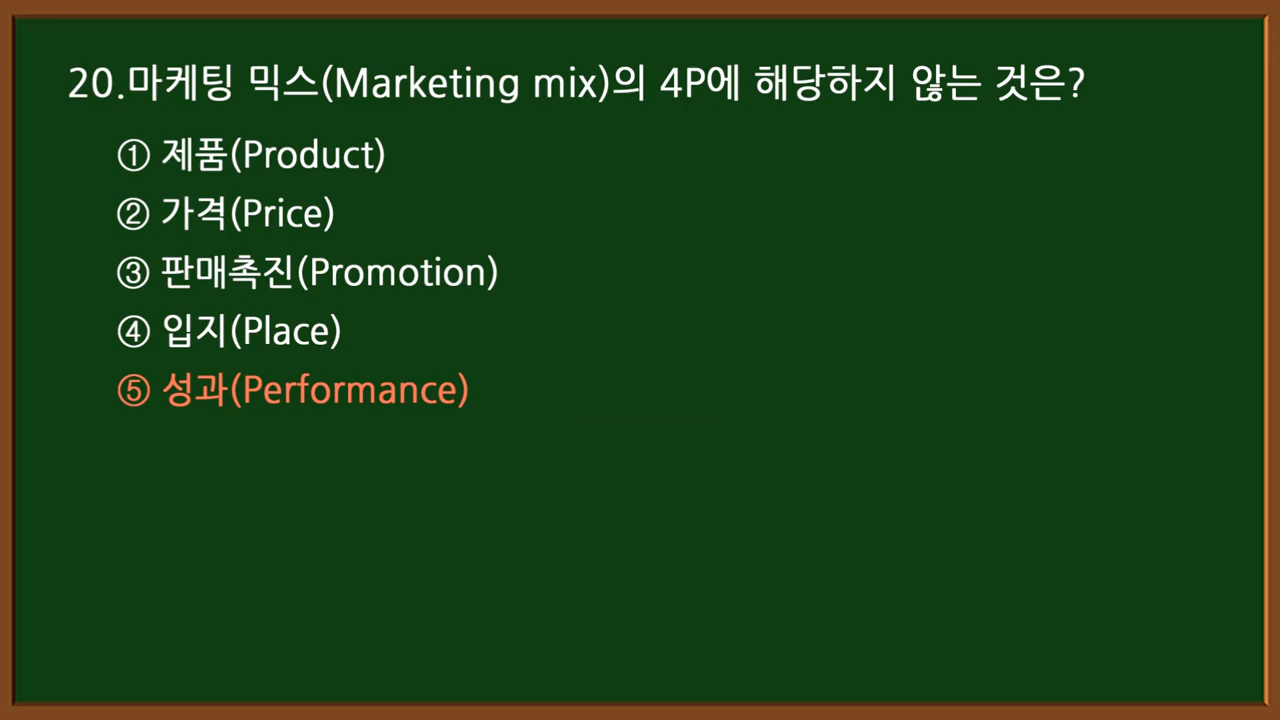 20.마케팅 믹스(Marketing mix)의 4P에 해당하지 않는 것은?
① 제품(Product)
② 가격(Price)
③ 판매촉진(Promotion)
④ 입지(Place)
⑤ 성과(Performance)